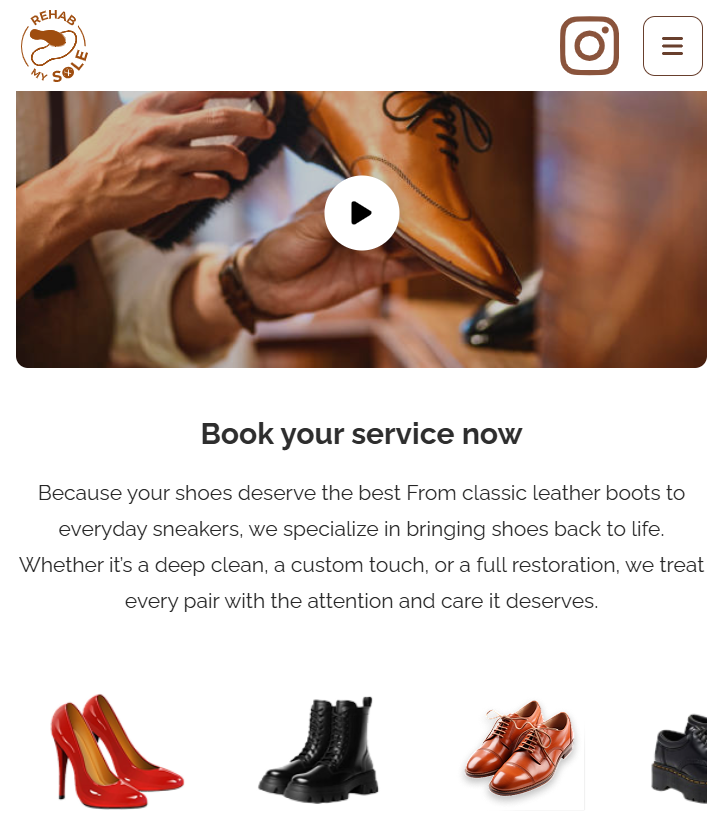 REHAB
MY SOLE
Book your service now
Because your shoes deserve the best From classic leather boots to
everyday sneakers, we specialize in bringing shoes back to life.
Whether it's a deep clean, a custom touch, or a full restoration, we treat
every pair with the attention and care it deserves.